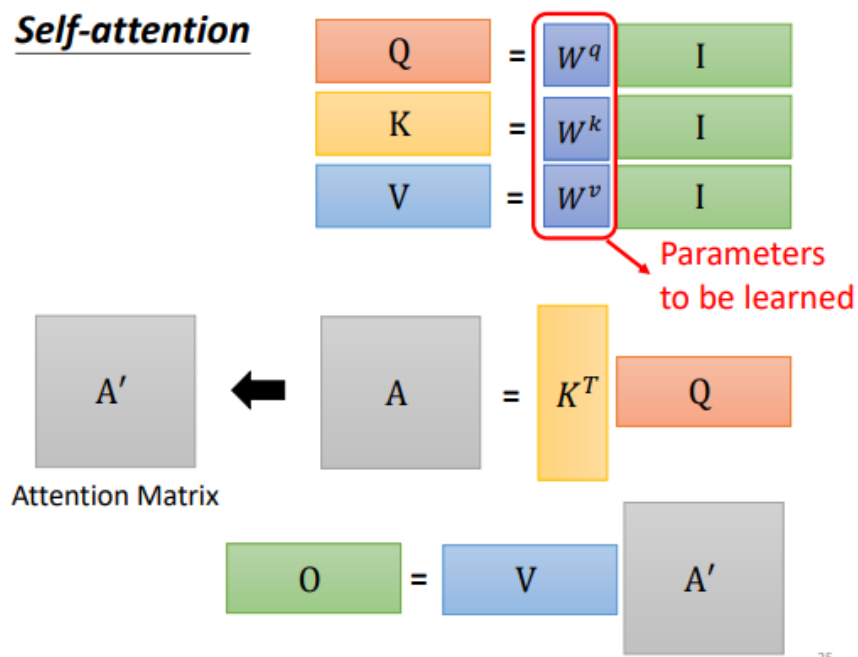 Self-attention
Q = W^q I
K = W^k I
V = W^v I
Parameters
to be learned
A′ A = K^T Q
Attention Matrix
O = V A′